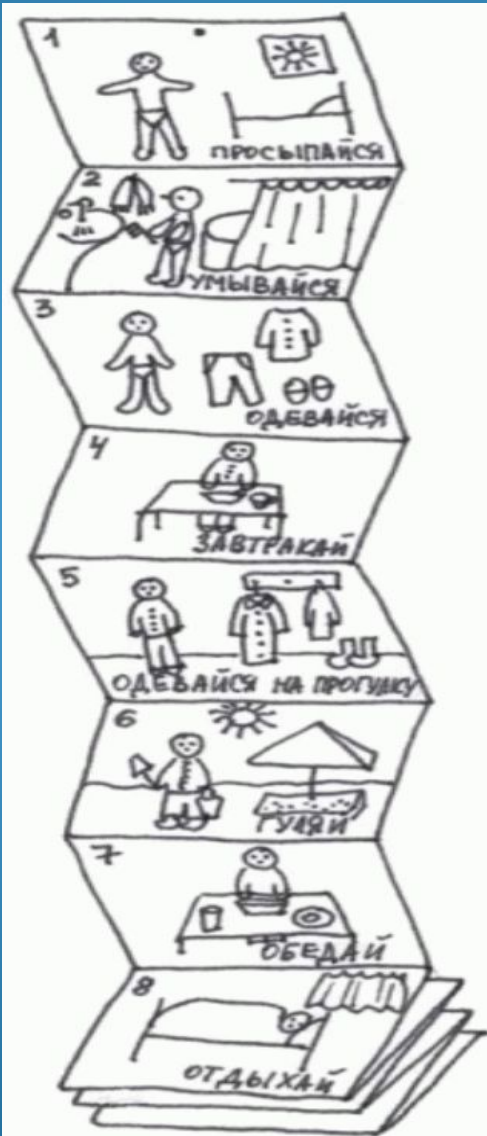 1
ПРОСЫПАЙСЯ
2
УМЫВАЙСЯ
3
ОДЕВАЙСЯ
4
ЗАВТРАКАЙ
5
ОДЕВАЙСЯ НА ПРОГУЛКУ
6
ГУЛЯЙ
7
ОБЕДАЙ
8
ОТДЫХАЙ